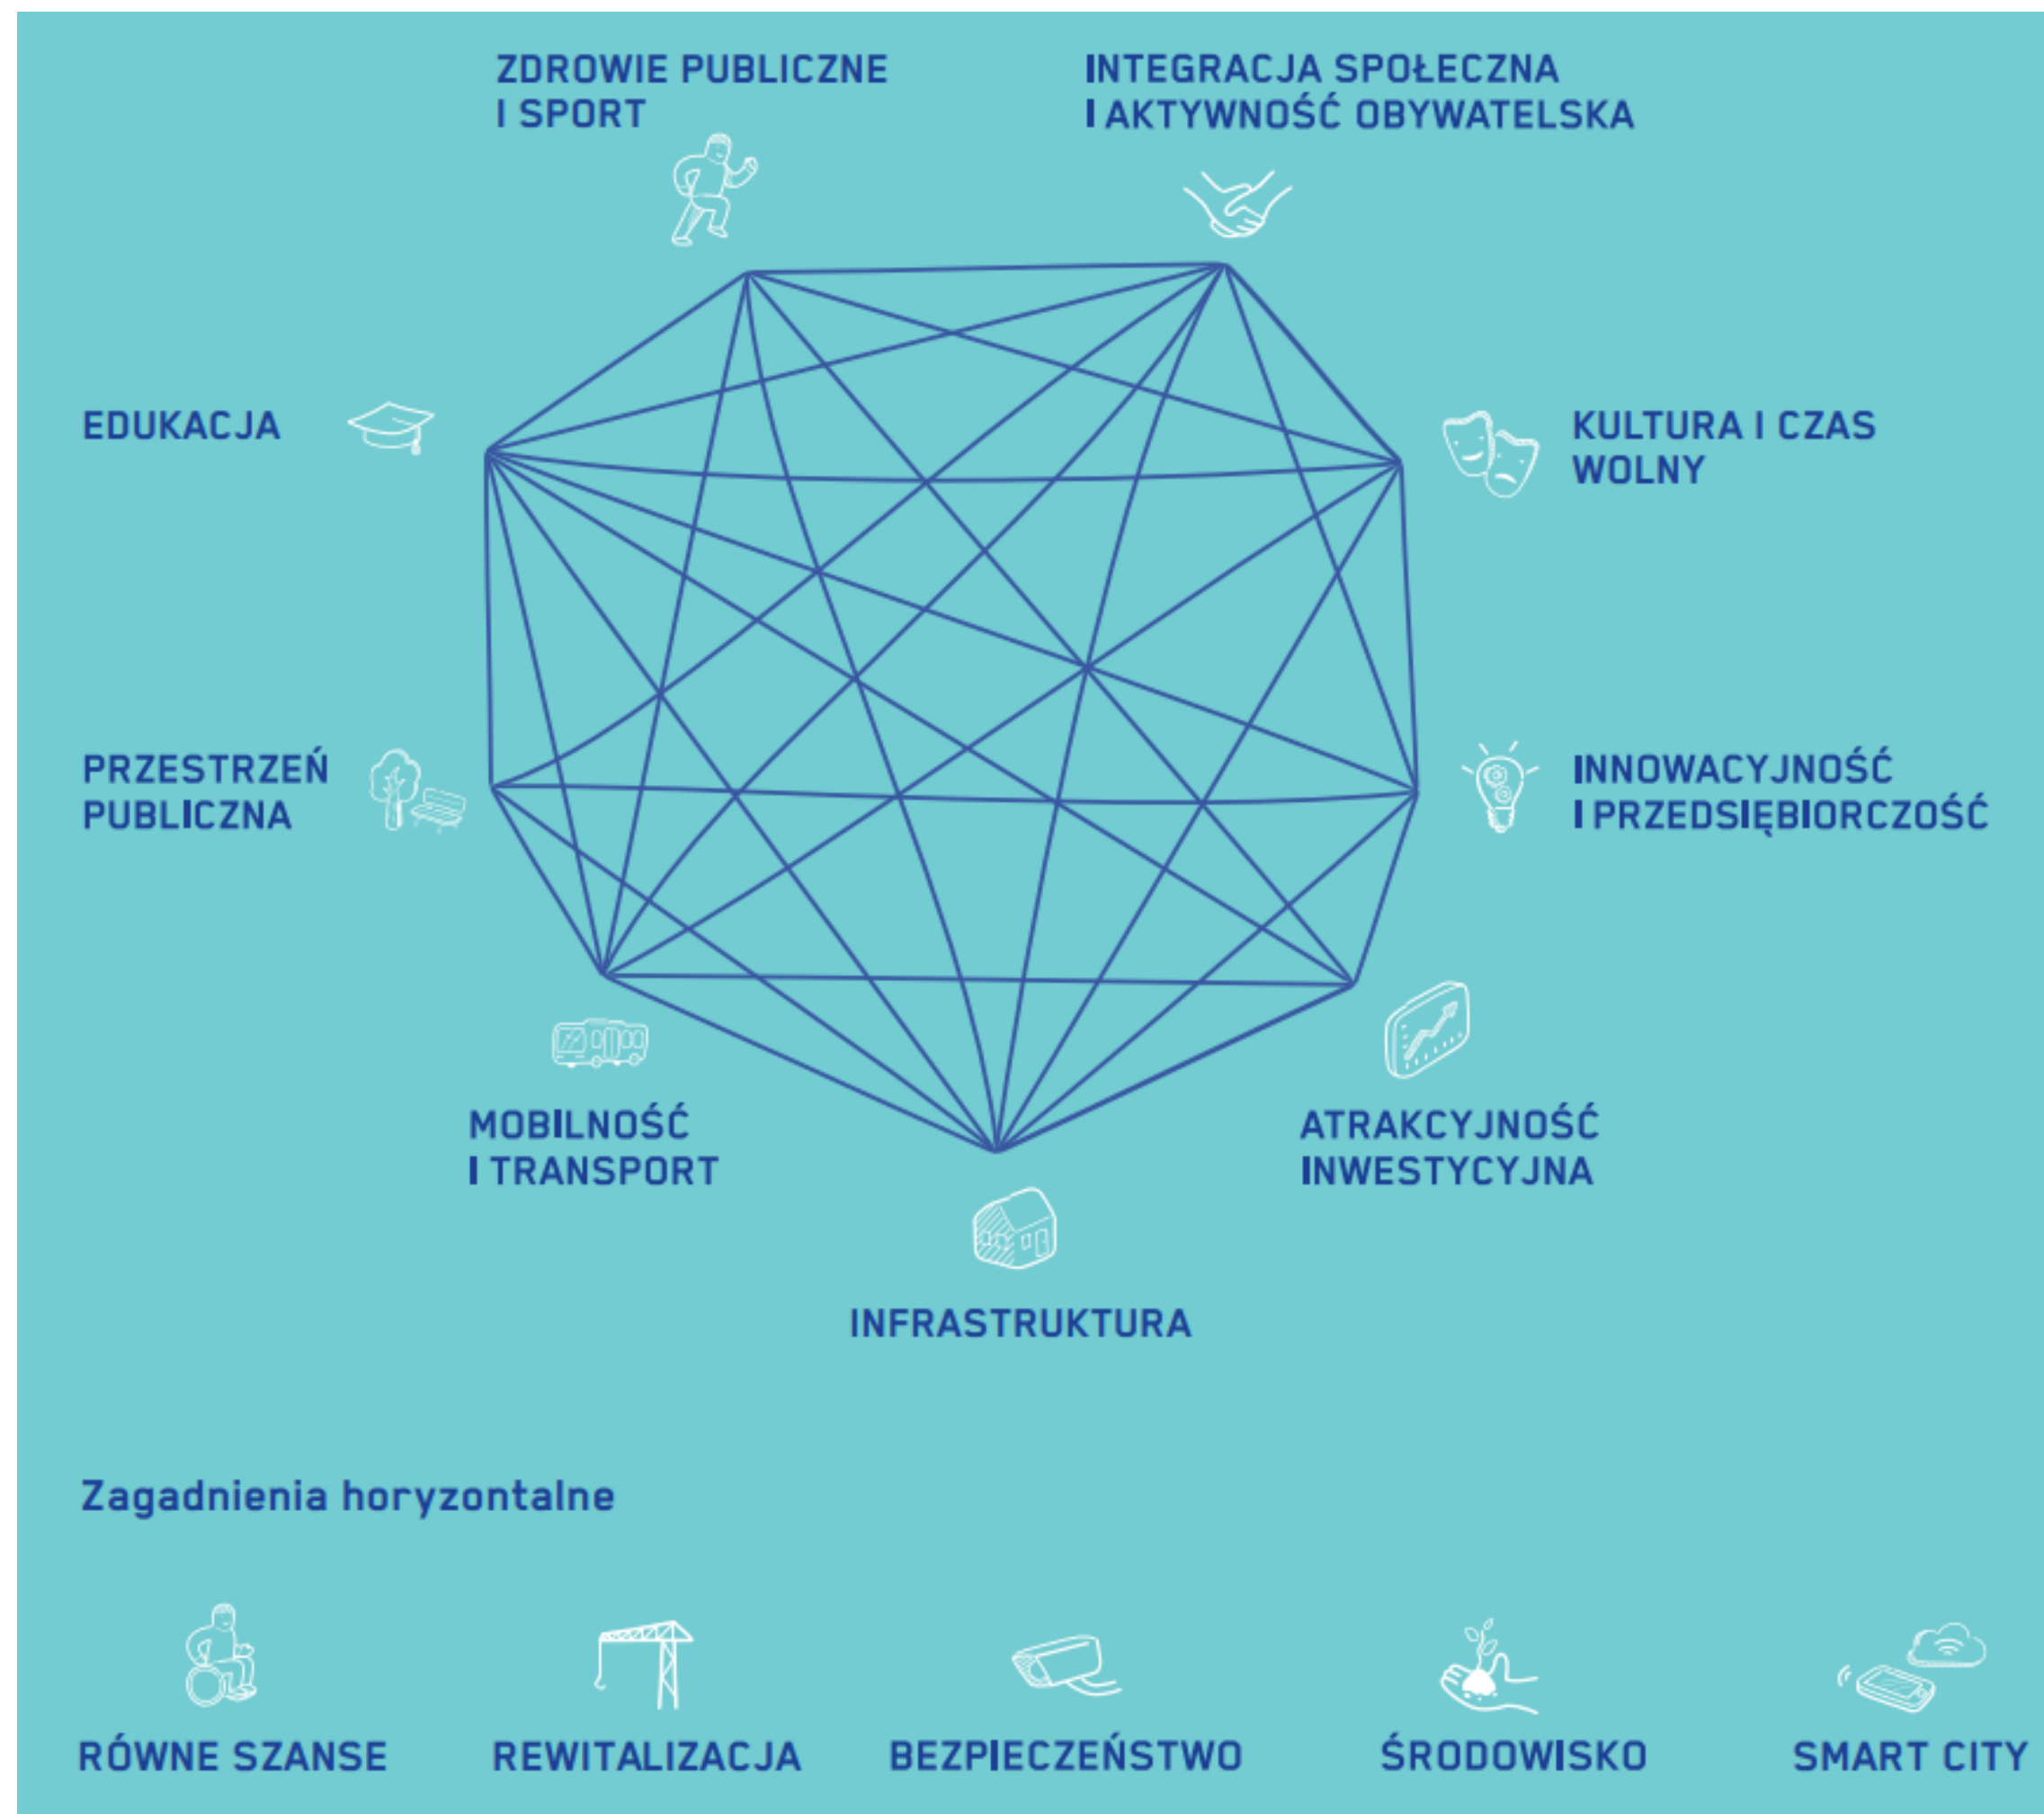 ZDROWIE PUBLICZNE
I SPORT
INTEGRACJA SPOŁECZNA
I AKTYWNOŚĆ OBYWATELSKA
EDUKACJA
KULTURA I CZAS
WOLNY
PRZESTRZEŃ
PUBLICZNA
INNOWACYJNOŚĆ
I PRZEDSIĘBIORCZOŚĆ
MOBILNOŚĆ
I TRANSPORT
ATRAKCYJNOŚĆ
INWESTYCYJNA
INFRASTRUKTURA
Zagadnienia horyzontalne
RÓWNE SZANSE
REWITALIZACJA
BEZPIECZEŃSTWO
ŚRODOWISKO
SMART CITY